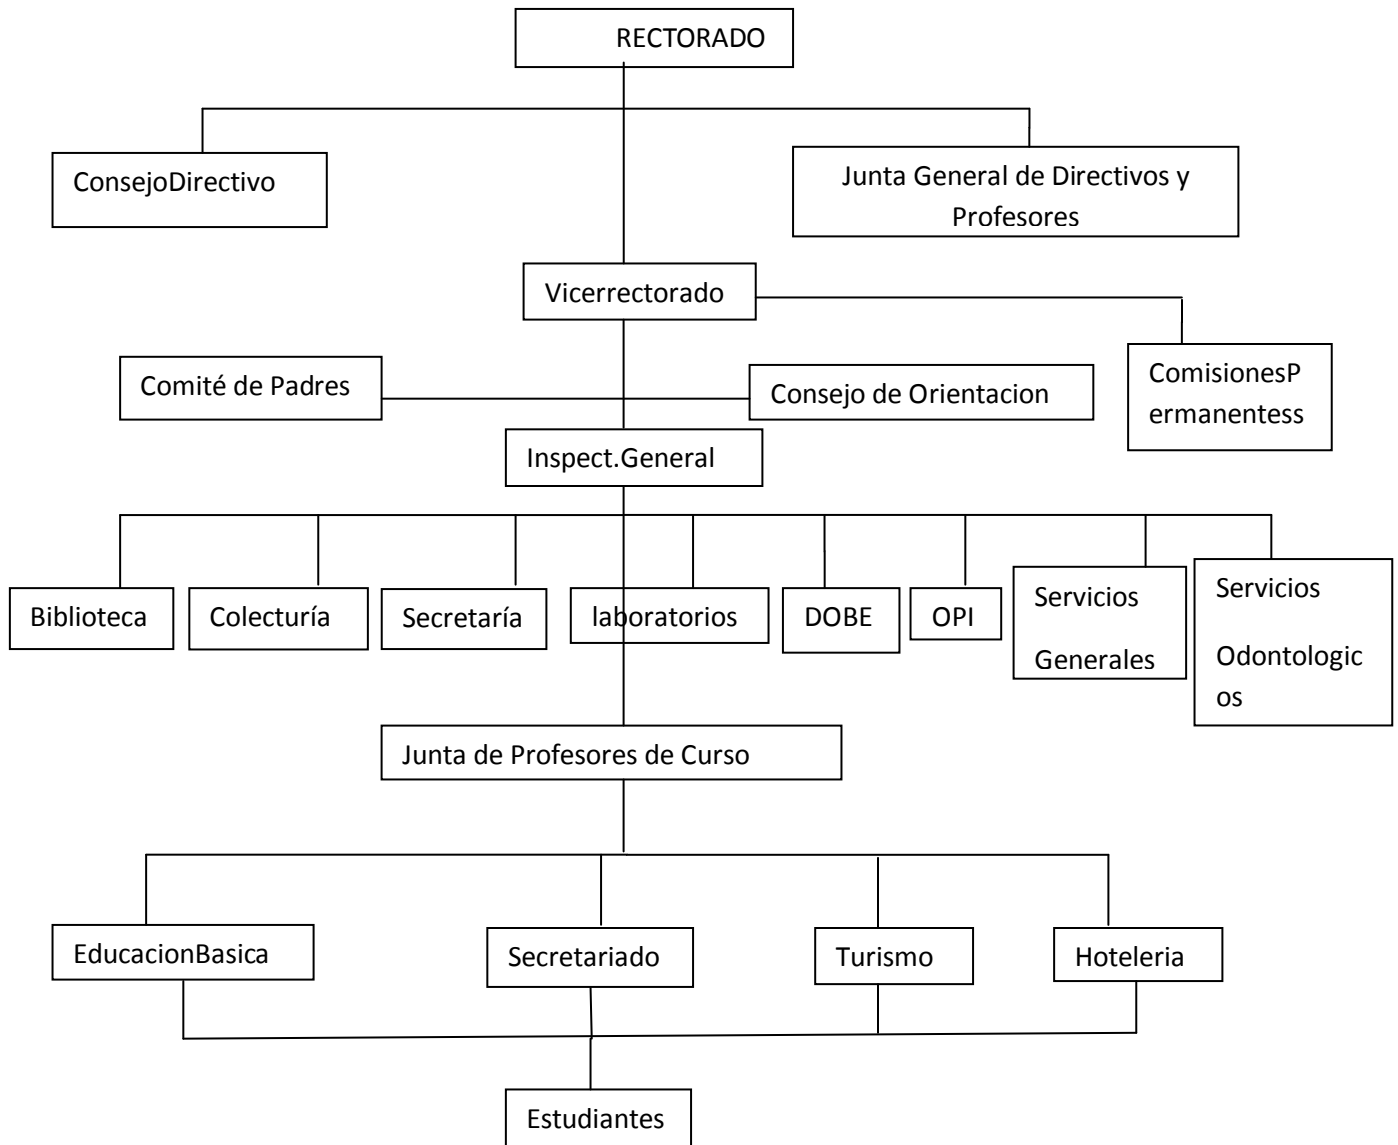 RECTORADO
ConsejoDirectivo
Junta General de Directivos y
Profesores
Vicerrectorado
Comité de Padres
Consejo de Orientacion
ComisionesP
ermanentess
Inspect.General
Biblioteca
Colecturía
Secretaría
laboratorios
DOBE
OPI
Servicios
Generales
Servicios
Odontologic
os
Junta de Profesores de Curso
EducacionBasica
Secretariado
Turismo
Hoteleria
Estudiantes